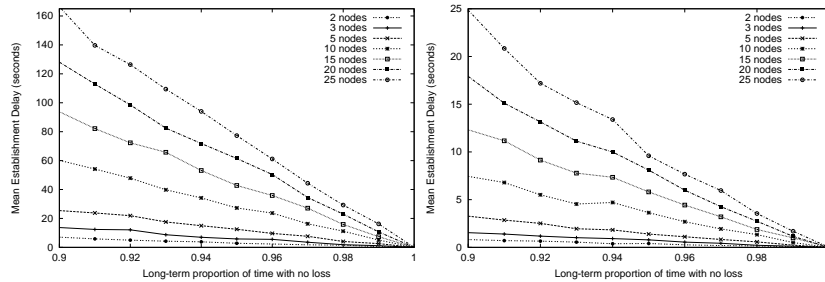 Mean Establishment Delay (seconds)
160
140
120
100
80
60
40
20
0
0.9
0.92
0.94
0.96
0.98
1
Long-term proportion of time with no loss
2 nodes
3 nodes
5 nodes
10 nodes
15 nodes
20 nodes
25 nodes
Mean Establishment Delay (seconds)
25
20
15
10
5
0
0.9
0.92
0.94
0.96
0.98
1
Long-term proportion of time with no loss
2 nodes
3 nodes
5 nodes
10 nodes
15 nodes
20 nodes
25 nodes